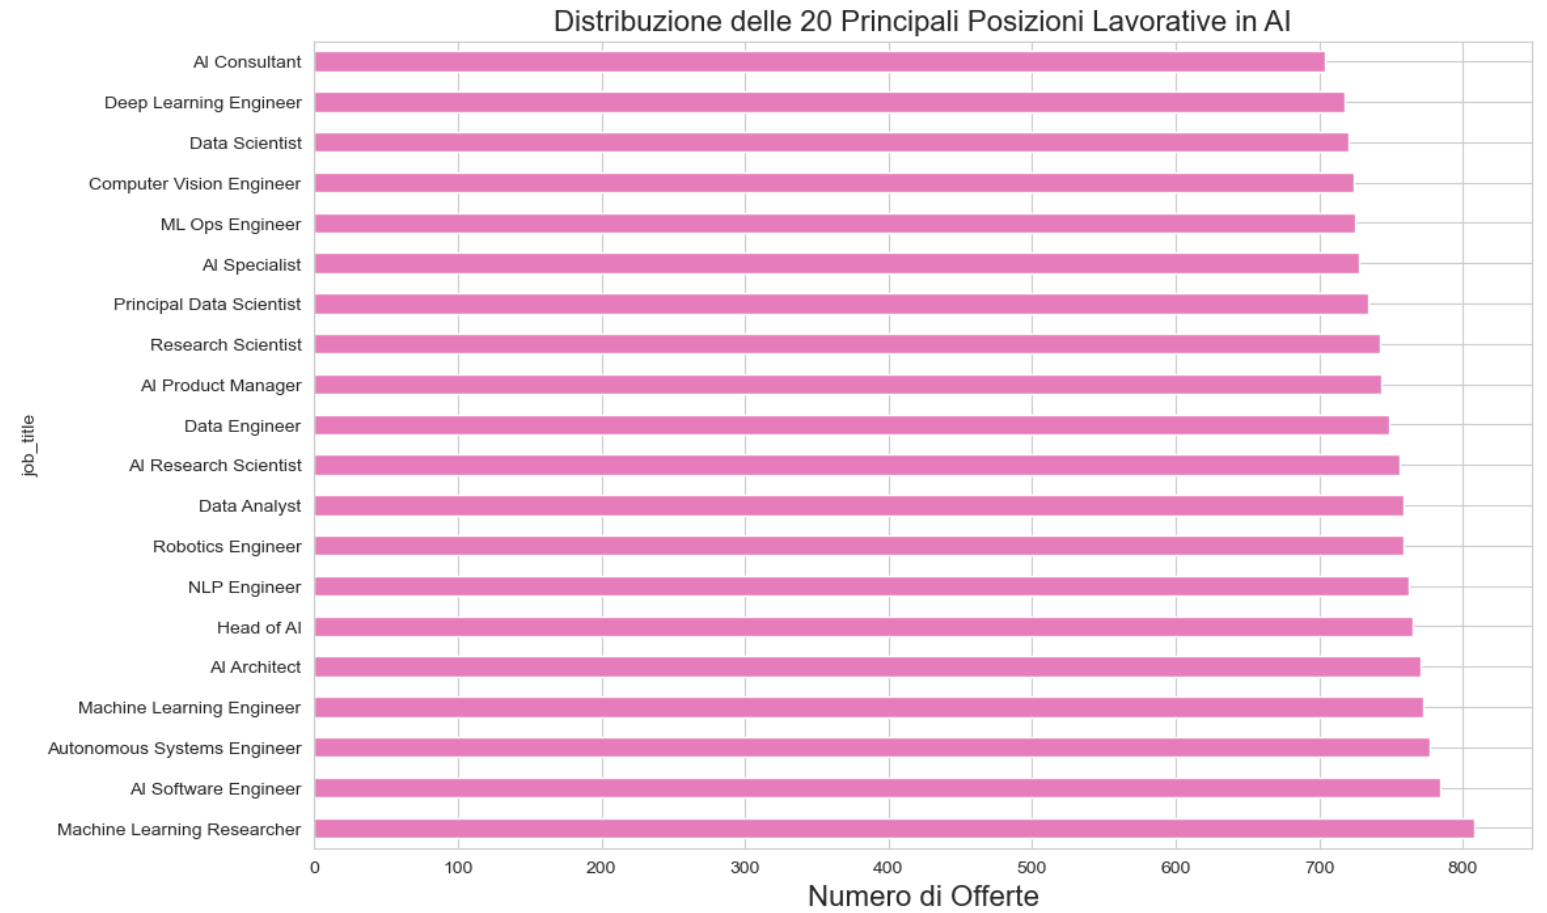 Distribuzione delle 20 Principali Posizioni Lavorative in AI
AI Consultant
Deep Learning Engineer
Data Scientist
Computer Vision Engineer
ML Ops Engineer
AI Specialist
Principal Data Scientist
Research Scientist
AI Product Manager
Data Engineer
AI Research Scientist
Data Analyst
Robotics Engineer
NLP Engineer
Head of AI
AI Architect
Machine Learning Engineer
Autonomous Systems Engineer
AI Software Engineer
Machine Learning Researcher
job_title
0 100 200 300 400 500 600 700 800
Numero di Offerte